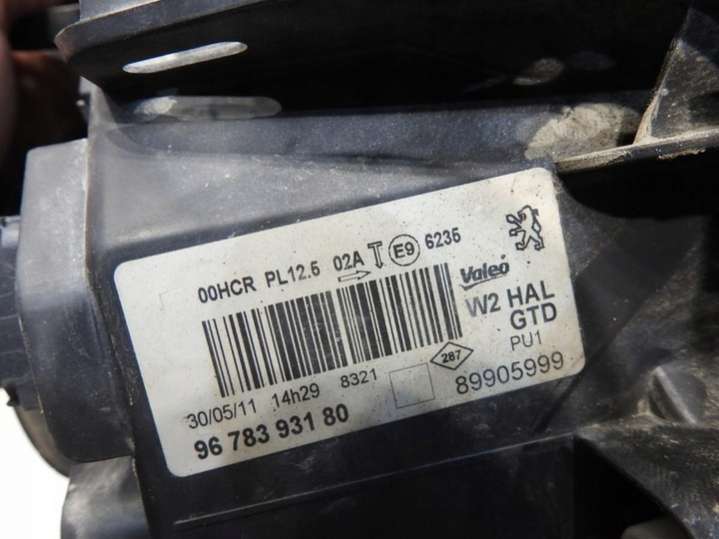 00HCR PL12.5 02A E9 6235
Valeo
W2 HAL
GTD
PU1
287
30/05/11 14h29 8321
89905999
96 783 931 80